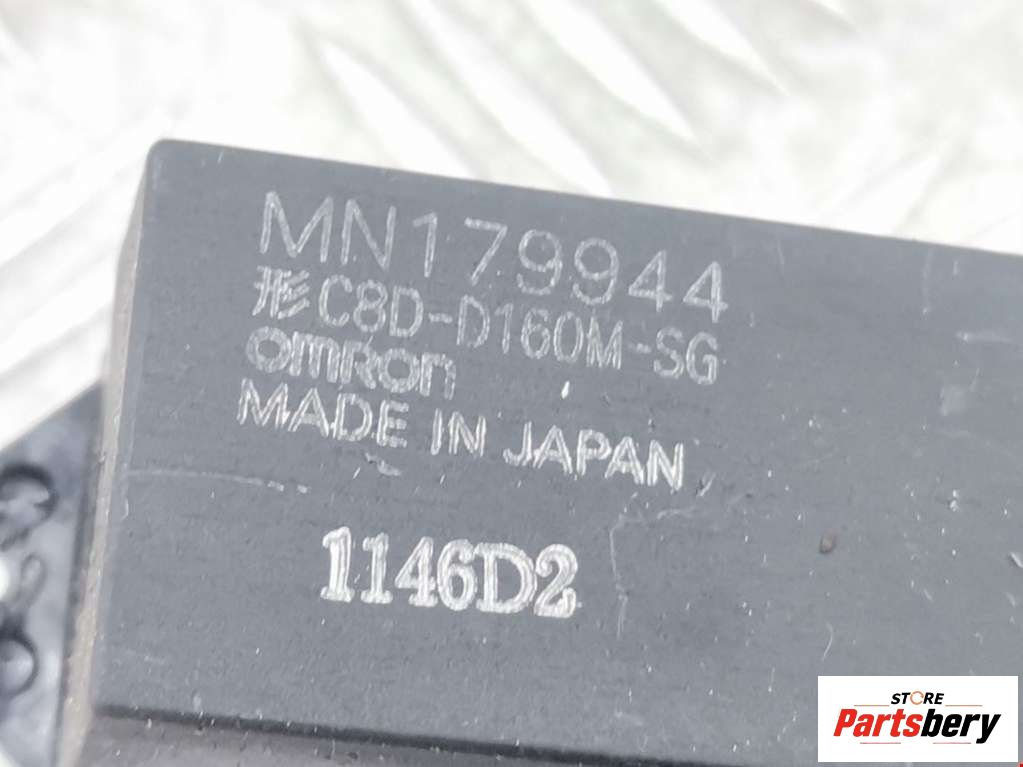 MN179944
形C8D-D160M-SG
omron
MADE IN JAPAN
1146D2
STORE
Partsbery